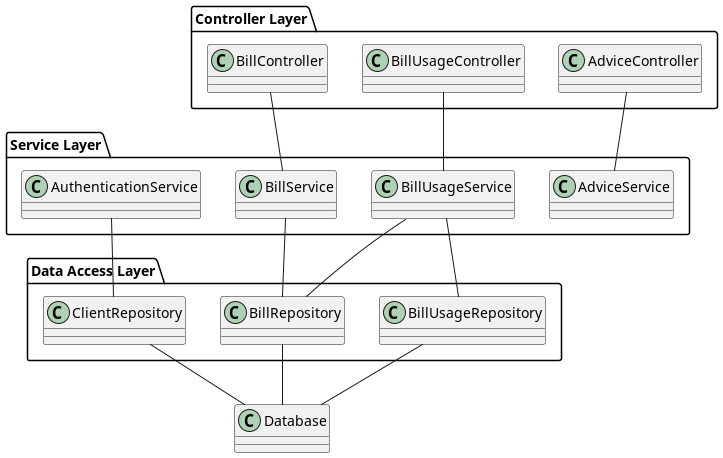 Controller Layer
C BillController
C BillUsageController
C AdviceController
Service Layer
C AuthenticationService
C BillService
C BillUsageService
C AdviceService
Data Access Layer
C ClientRepository
C BillRepository
C BillUsageRepository
C Database